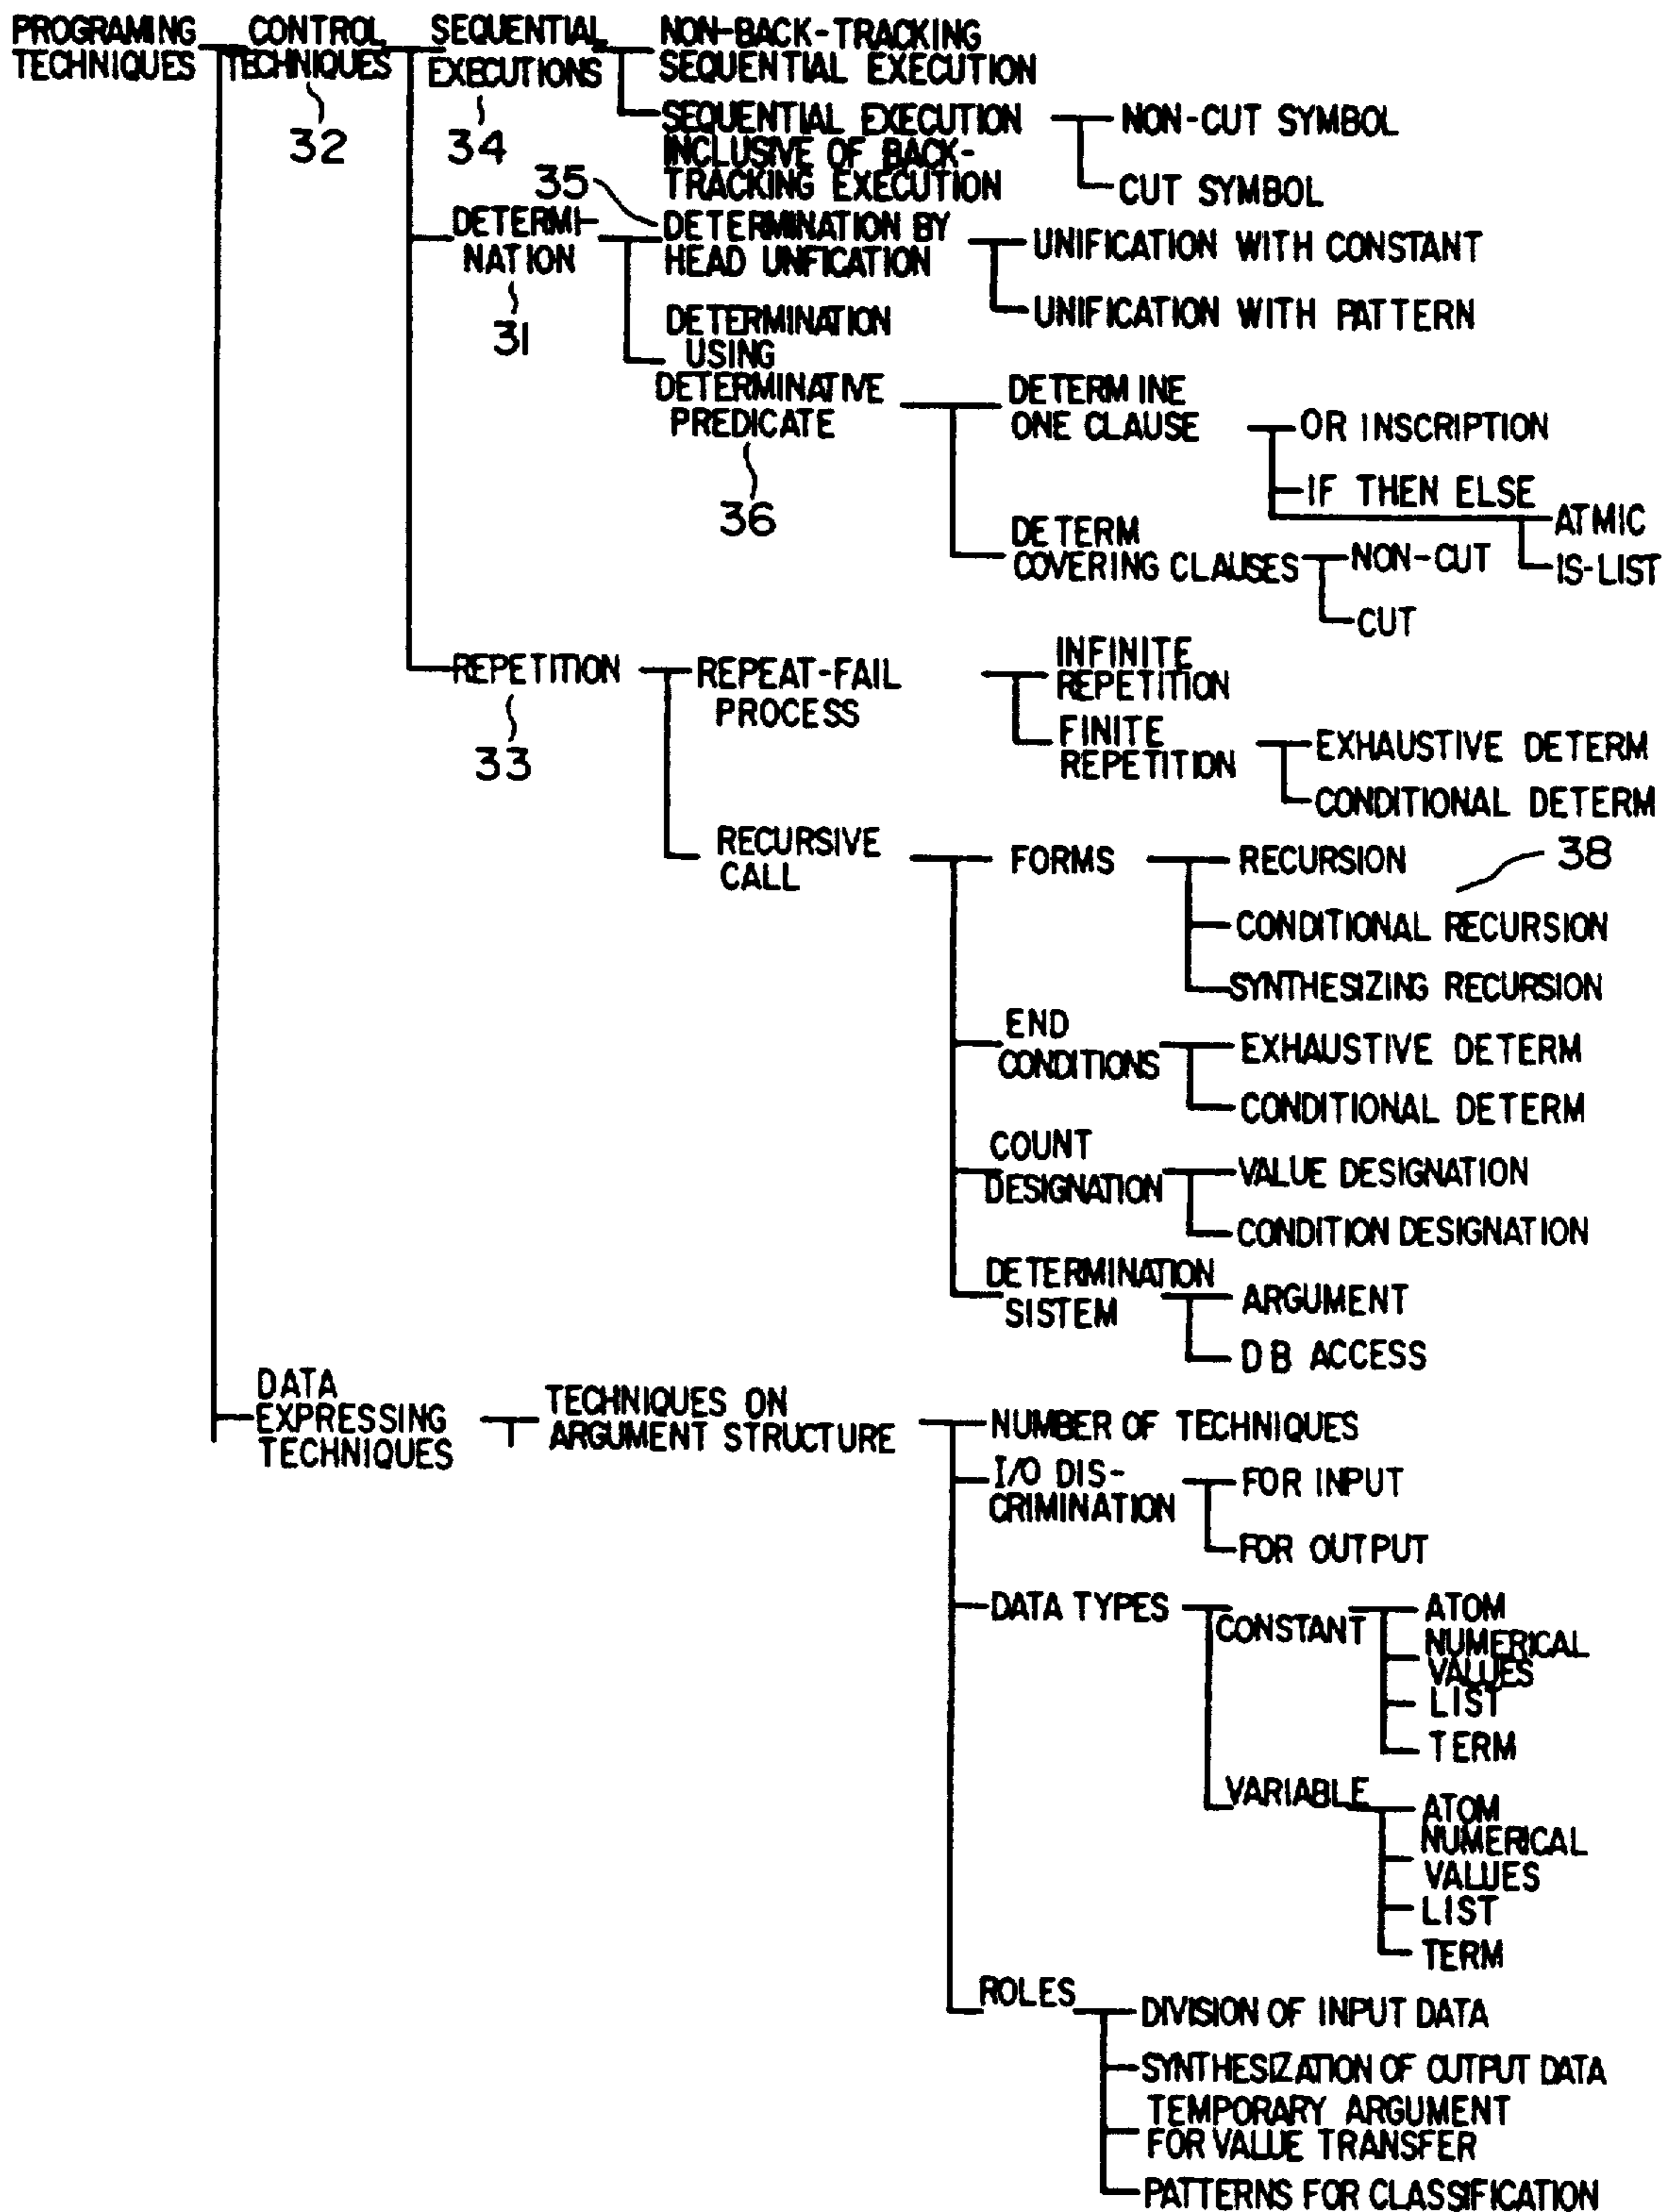 PROGRAMING
TECHNIQUES
CONTROL
TECHNIQUES
32
SEQUENTIAL
EXECUTIONS
34
NON-BACK-TRACKING
SEQUENTIAL EXECUTION
SEQUENTIAL EXECUTION
INCLUSIVE OF BACK-
TRACKING EXECUTION
NON-CUT SYMBOL
CUT SYMBOL
35
DETERMI-
NATION
31
DETERMINATION BY
HEAD UNFICATION
UNIFICATION WITH CONSTANT
UNIFICATION WITH PATTERN
DETERMINATION
USING
DETERMINATIVE
PREDICATE
36
DETERMINE
ONE CLAUSE
OR INSCRIPTION
IF THEN ELSE
ATMIC
IS-LIST
DETERM
COVERING CLAUSES
NON-CUT
CUT
REPETITION
33
REPEAT-FAIL
PROCESS
INFINITE
REPETITION
FINITE
REPETITION
EXHAUSTIVE DETERM
CONDITIONAL DETERM
RECURSIVE
CALL
FORMS
RECURSION
38
CONDITIONAL RECURSION
SYNTHESIZING RECURSION
END
CONDITIONS
EXHAUSTIVE DETERM
CONDITIONAL DETERM
COUNT
DESIGNATION
VALUE DESIGNATION
CONDITION DESIGNATION
DETERMINATION
SISTEM
ARGUMENT
DB ACCESS
DATA
EXPRESSING
TECHNIQUES
TECHNIQUES ON
ARGUMENT STRUCTURE
NUMBER OF TECHNIQUES
I/O DIS-
CRIMINATION
FOR INPUT
FOR OUTPUT
DATA TYPES
CONSTANT
ATOM
NUMERICAL
VALUES
LIST
TERM
VARIABLE
ATOM
NUMERICAL
VALUES
LIST
TERM
ROLES
DIVISION OF INPUT DATA
SYNTHESIZATION OF OUTPUT DATA
TEMPORARY ARGUMENT
FOR VALUE TRANSFER
PATTERNS FOR CLASSIFICATION